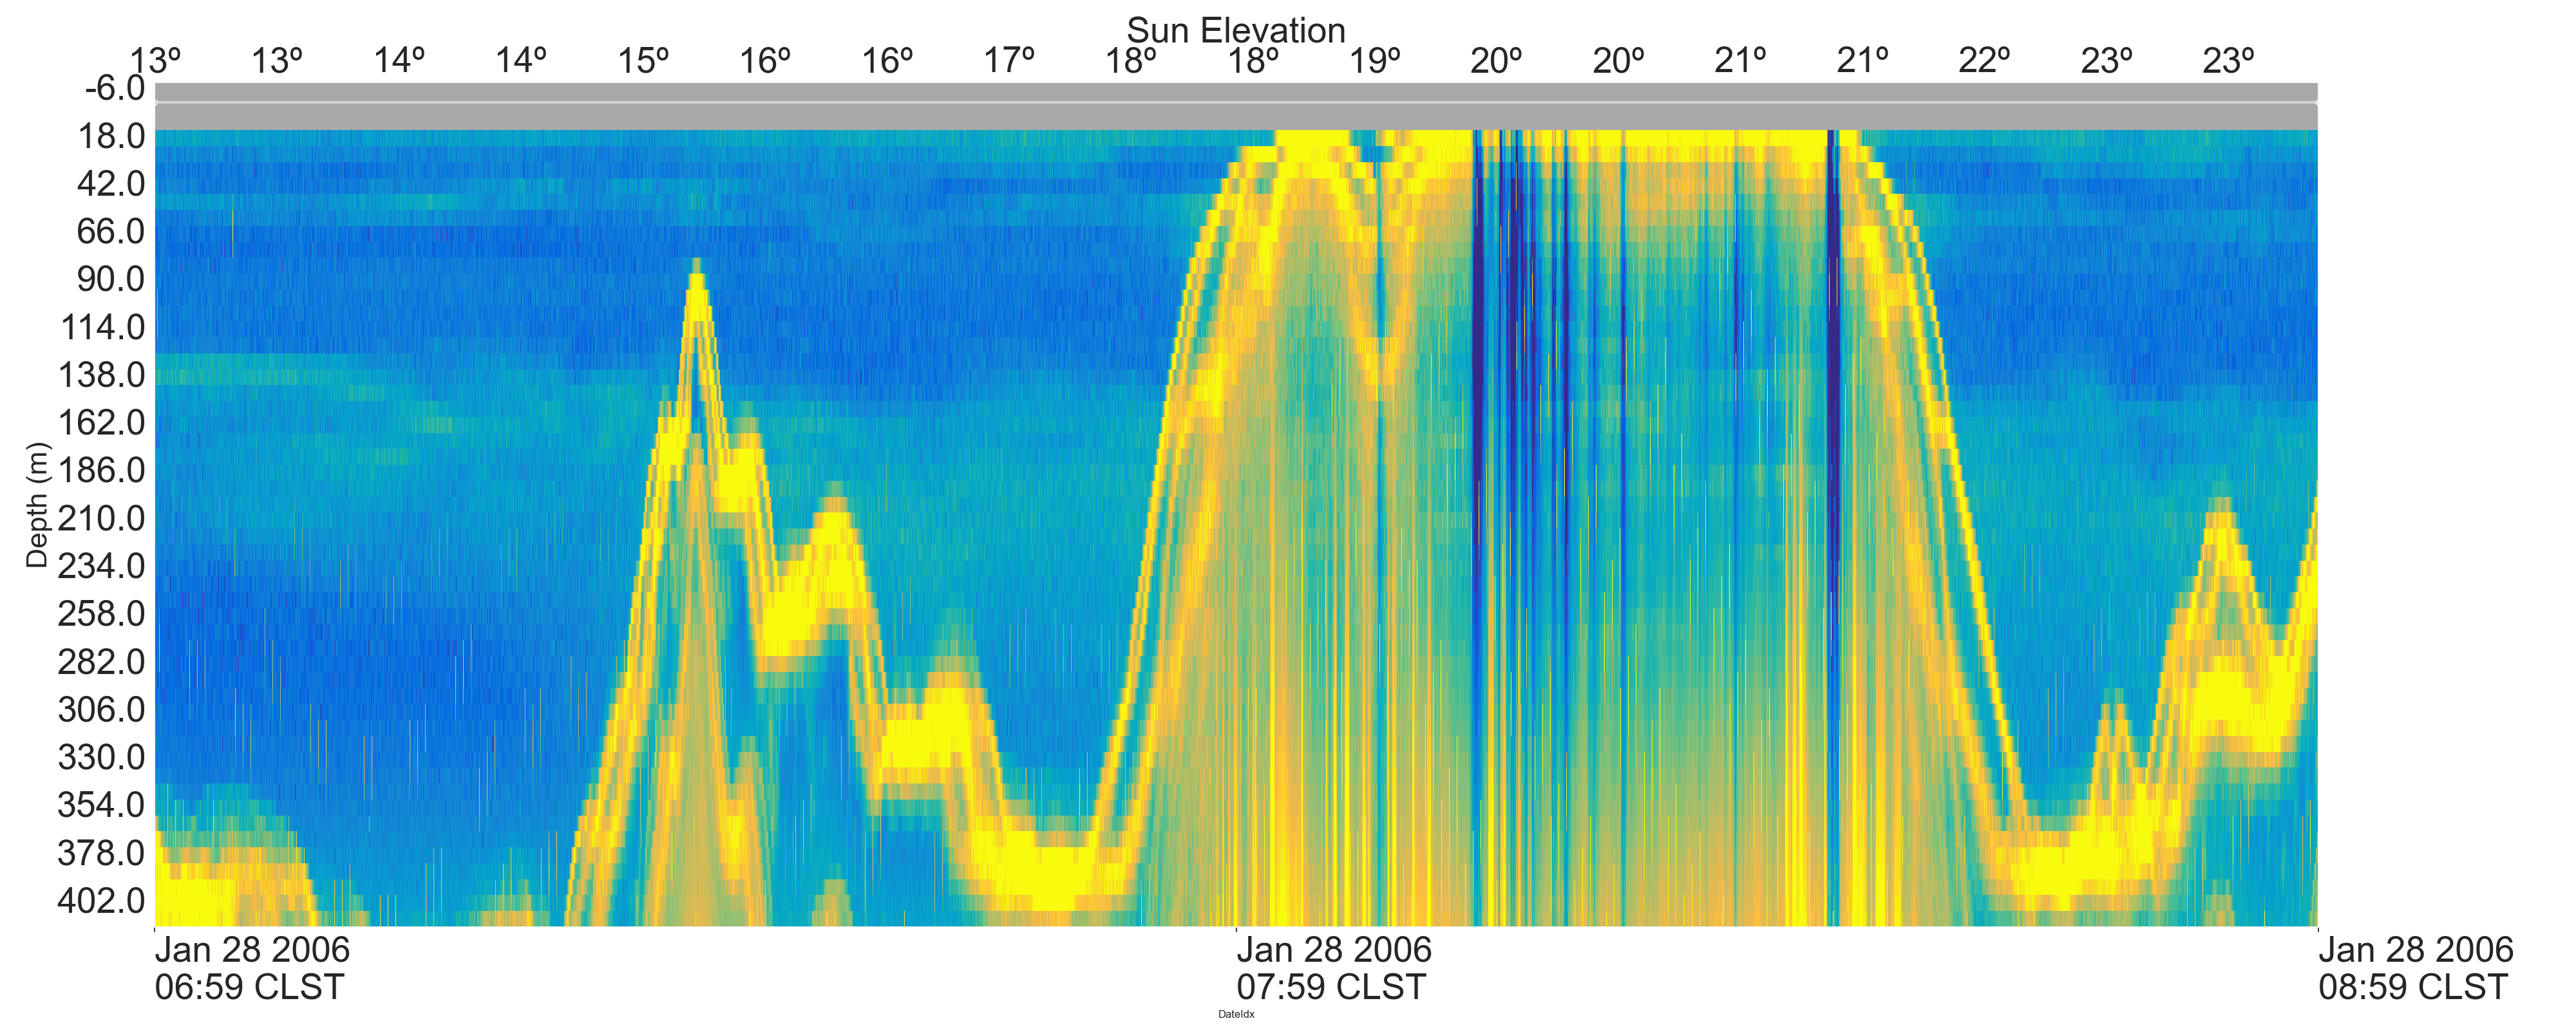 Sun Elevation
13º 13º 14º 14º 15º 16º 16º 17º 18º 18º 19º 20º 20º 21º 21º 22º 23º 23º
-6.0
18.0
42.0
66.0
90.0
114.0
138.0
162.0
186.0
210.0
234.0
258.0
282.0
306.0
330.0
354.0
378.0
402.0
Depth (m)
Jan 28 2006
06:59 CLST
Jan 28 2006
07:59 CLST
Jan 28 2006
08:59 CLST
DateIdx